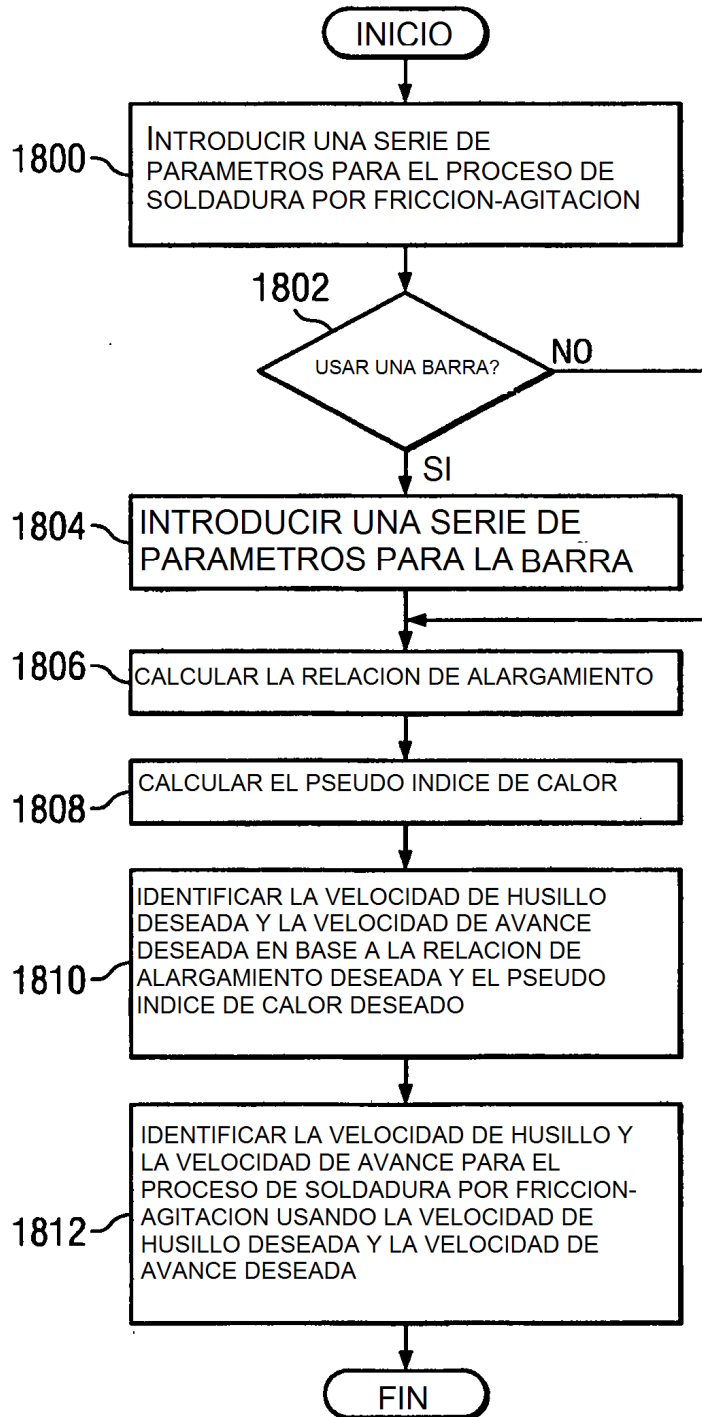 INICIO
1800
INTRODUCIR UNA SERIE DE
PARAMETROS PARA EL PROCESO DE
SOLDADURA POR FRICCION-AGITACION
1802
USAR UNA BARRA?
NO
SI
1804
INTRODUCIR UNA SERIE DE
PARAMETROS PARA LA BARRA
1806
CALCULAR LA RELACION DE ALARGAMIENTO
1808
CALCULAR EL PSEUDO INDICE DE CALOR
1810
IDENTIFICAR LA VELOCIDAD DE HUSILLO
DESEADA Y LA VELOCIDAD DE AVANCE
DESEADA EN BASE A LA RELACION DE
ALARGAMIENTO DESEADA Y EL PSEUDO
INDICE DE CALOR DESEADO
1812
IDENTIFICAR LA VELOCIDAD DE HUSILLO Y
LA VELOCIDAD DE AVANCE PARA EL
PROCESO DE SOLDADURA POR FRICCION-
AGITACION USANDO LA VELOCIDAD DE
HUSILLO DESEADA Y LA VELOCIDAD DE
AVANCE DESEADA
FIN